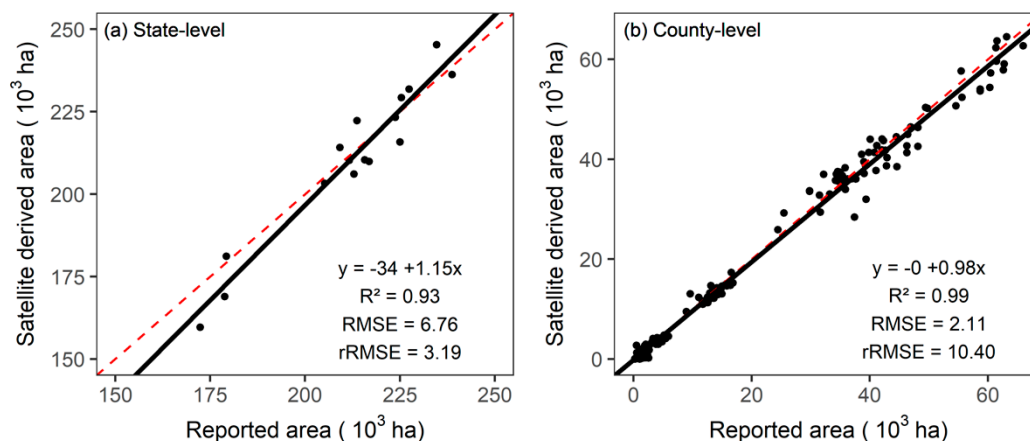 (a) State-level
Satellite derived area ( 10³ ha)
250
225
200
175
150
y = -34 +1.15x
R² = 0.93
RMSE = 6.76
rRMSE = 3.19
150 175 200 225 250
Reported area ( 10³ ha)
(b) County-level
Satellite derived area ( 10³ ha)
60
40
20
0
y = -0 +0.98x
R² = 0.99
RMSE = 2.11
rRMSE = 10.40
0 20 40 60
Reported area ( 10³ ha)